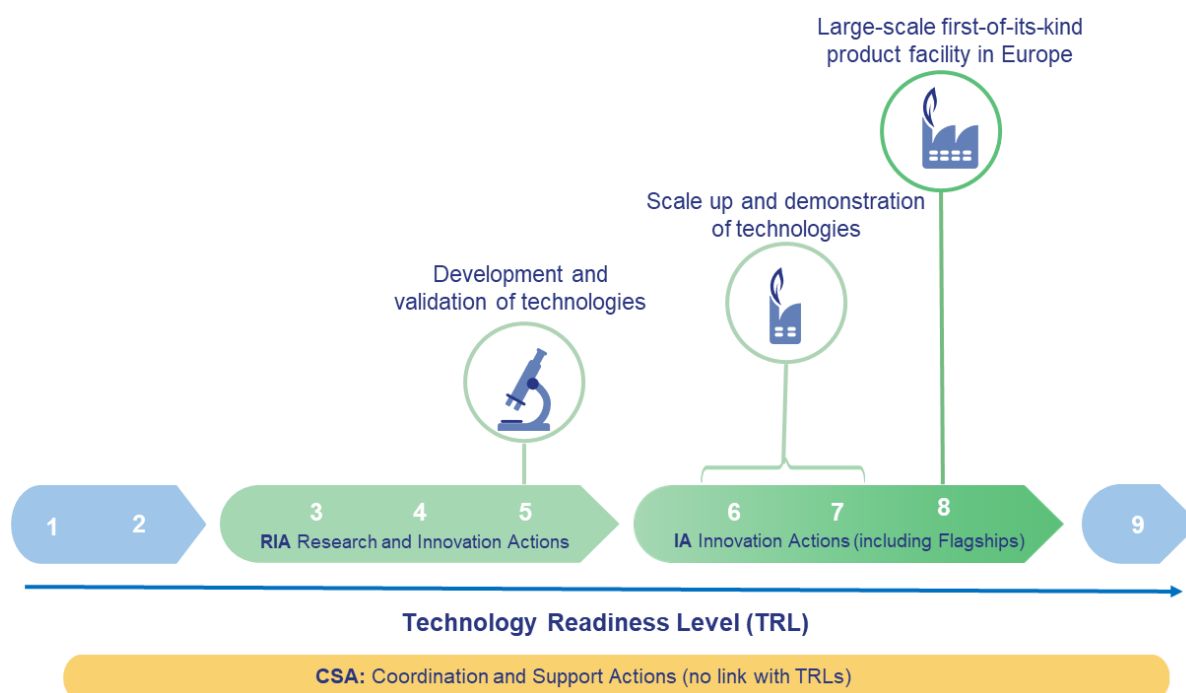 Large-scale first-of-its-kind
product facility in Europe
Scale up and demonstration
of technologies
Development and
validation of technologies
1
2
3
4
5
6
7
8
9
RIA Research and Innovation Actions
IA Innovation Actions (including Flagships)
Technology Readiness Level (TRL)
CSA: Coordination and Support Actions (no link with TRLs)